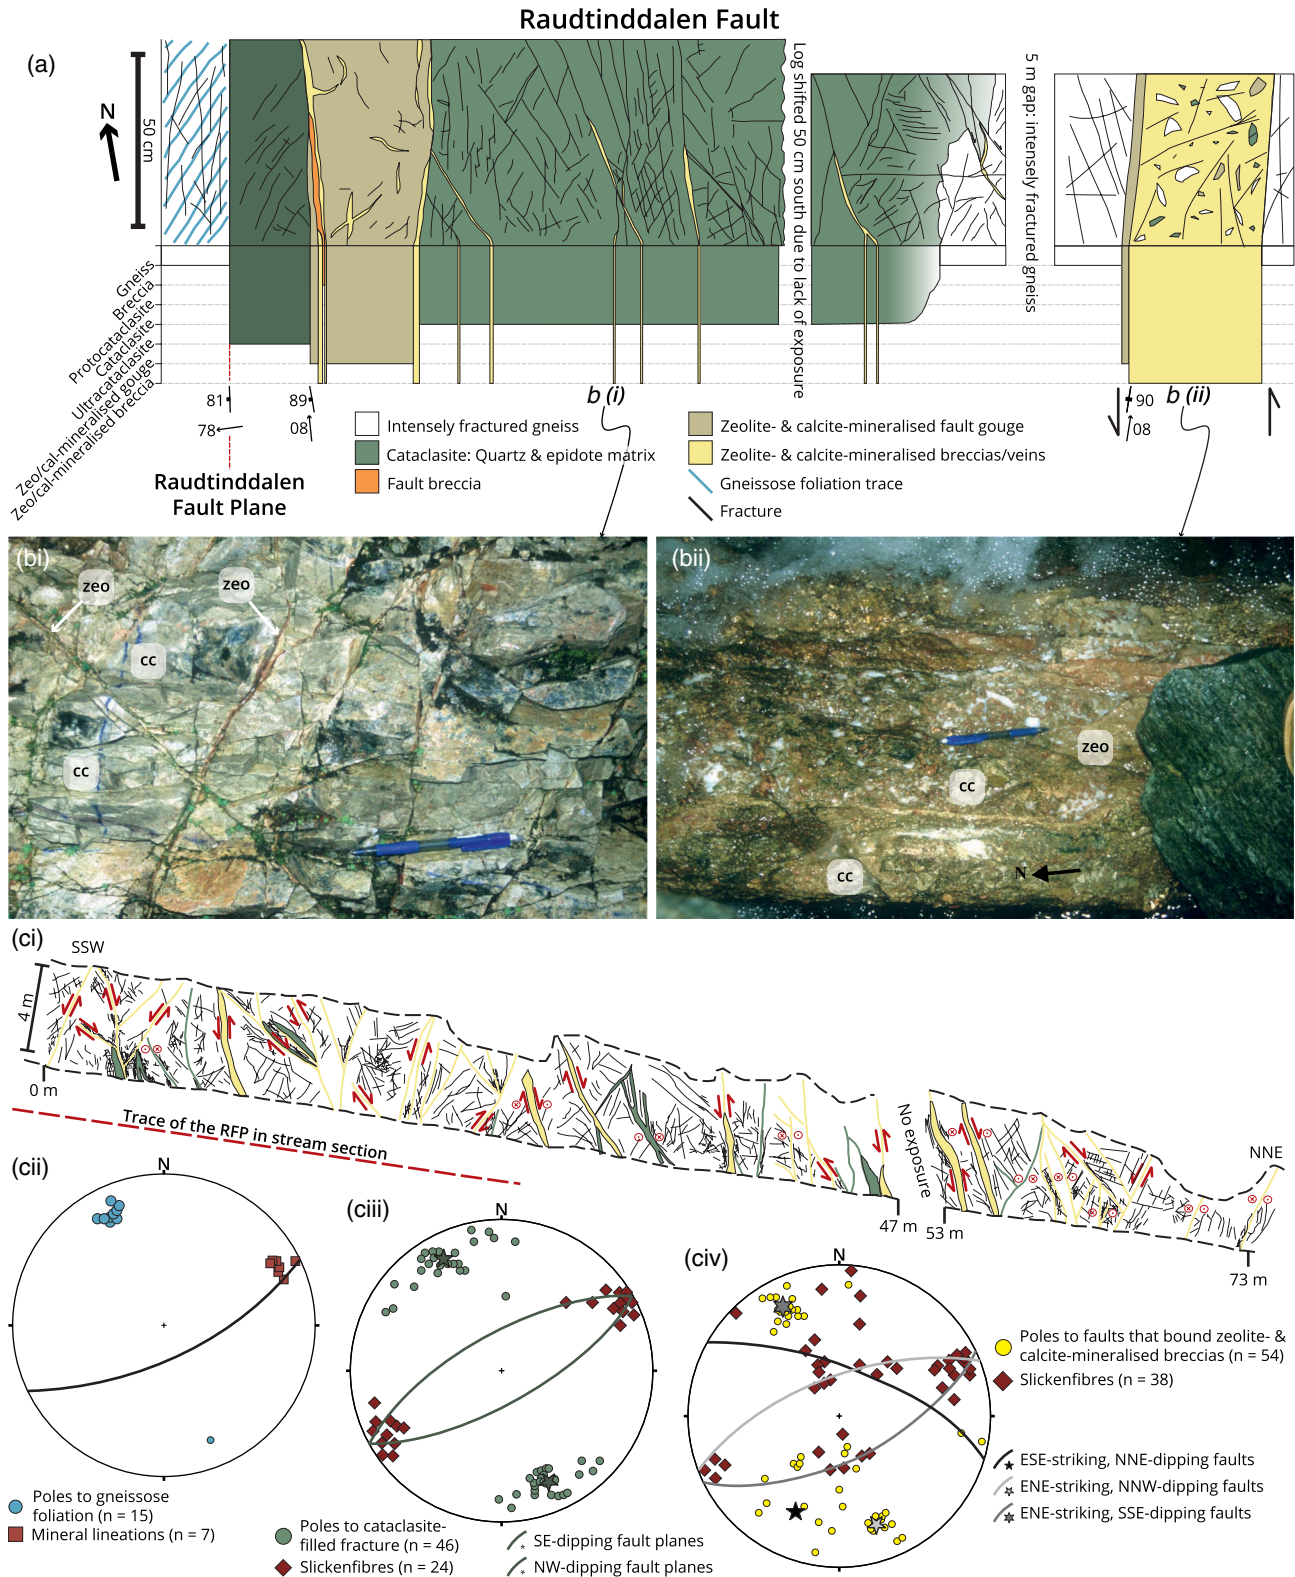 Raudtinddalen Fault
(a)
N
50 cm
Log shifted 50 cm south due to lack of exposure
5 m gap: intensely fractured gneiss
Gneiss
Breccia
Protocataclasite
Cataclasite
Ultracataclasite
Zeo/cal-mineralised gouge
Zeo/cal-mineralised breccia
81
78
89
08
90
08
b (i)
b (ii)
Raudtinddalen
Fault Plane
Intensely fractured gneiss
Cataclasite: Quartz & epidote matrix
Fault breccia
Zeolite- & calcite-mineralised fault gouge
Zeolite- & calcite-mineralised breccias/veins
Gneissose foliation trace
Fracture
(bi)
zeo
zeo
cc
cc
(bii)
zeo
cc
cc
N
(ci)
SSW
4 m
0 m
Trace of the RFP in stream section
No exposure
47 m
53 m
NNE
73 m
(cii)
N
Poles to gneissose
foliation (n = 15)
Mineral lineations (n = 7)
(ciii)
N
Poles to cataclasite-
filled fracture (n = 46)
Slickenfibres (n = 24)
SE-dipping fault planes
NW-dipping fault planes
(civ)
N
Poles to faults that bound zeolite- &
calcite-mineralised breccias (n = 54)
Slickenfibres (n = 38)
ESE-striking, NNE-dipping faults
ENE-striking, NNW-dipping faults
ENE-striking, SSE-dipping faults